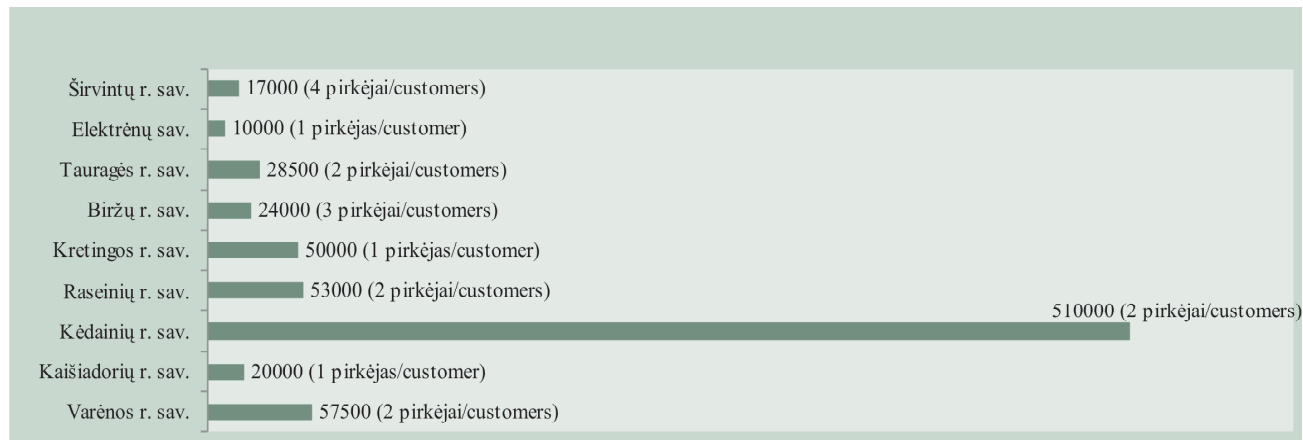 Širvintų r. sav. 17000 (4 pirkėjai/customers)
Elektrėnų sav. 10000 (1 pirkėjas/customer)
Tauragės r. sav. 28500 (2 pirkėjai/customers)
Biržų r. sav. 24000 (3 pirkėjai/customers)
Kretingos r. sav. 50000 (1 pirkėjas/customer)
Raseinių r. sav. 53000 (2 pirkėjai/customers)
Kėdainių r. sav. 510000 (2 pirkėjai/customers)
Kaišiadorių r. sav. 20000 (1 pirkėjas/customer)
Varėnos r. sav. 57500 (2 pirkėjai/customers)